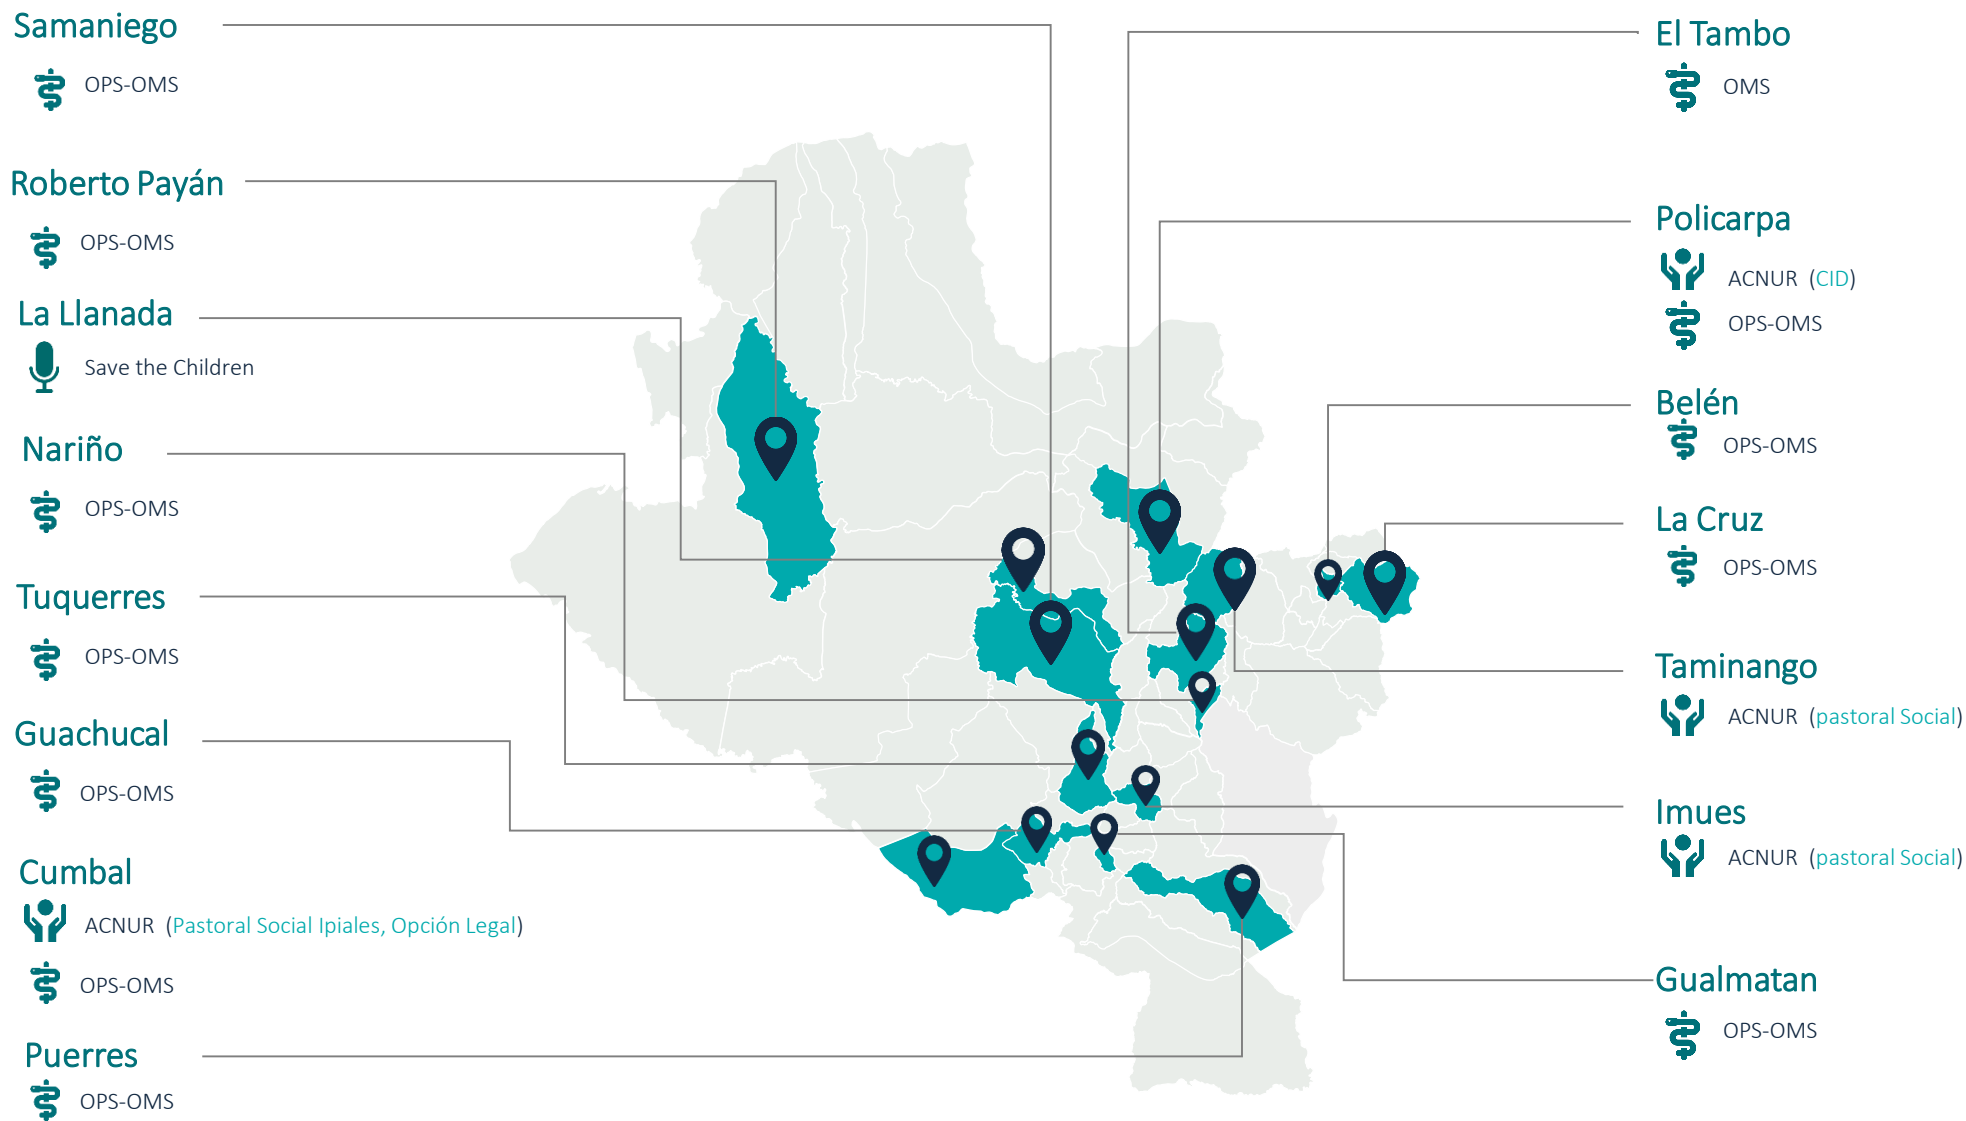 Samaniego
OPS-OMS
Roberto Payán
OPS-OMS
La Llanada
Save the Children
Nariño
OPS-OMS
Tuquerres
OPS-OMS
Guachucal
OPS-OMS
Cumbal
ACNUR (Pastoral Social Ipiales, Opción Legal)
OPS-OMS
Puerres
OPS-OMS
El Tambo
OMS
Policarpa
ACNUR (CID)
OPS-OMS
Belén
OPS-OMS
La Cruz
OPS-OMS
Taminango
ACNUR (pastoral Social)
Imues
ACNUR (pastoral Social)
Gualmatan
OPS-OMS